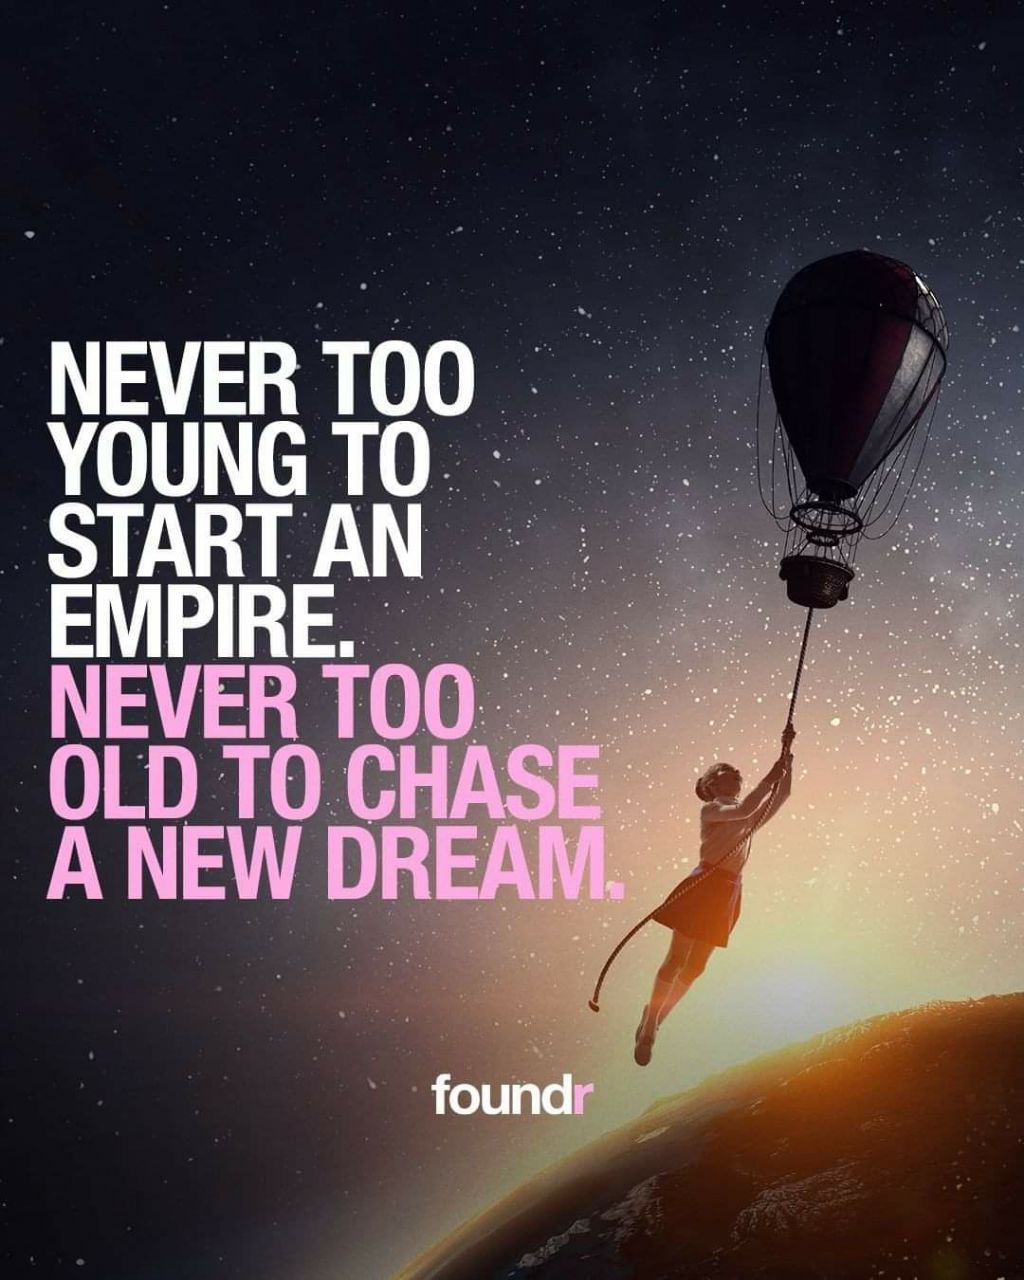 NEVER TOO
YOUNG TO
START AN
EMPIRE.
NEVER TOO
OLD TO CHASE
A NEW DREAM.
foundr